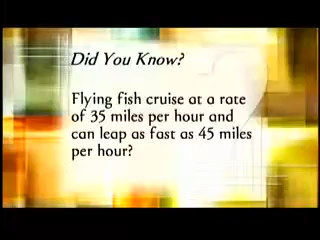 Did You Know?
Flying fish cruise at a rate
of 35 miles per hour and
can leap as fast as 45 miles
per hour?